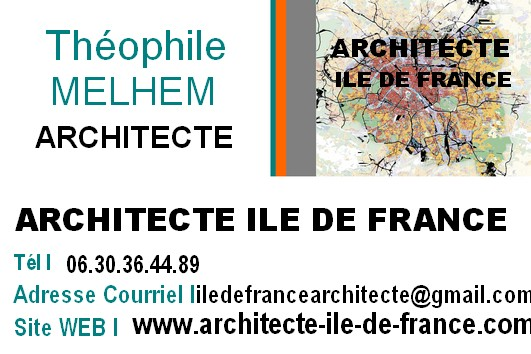 Théophile
MELHEM
ARCHITECTE
ARCHITECTE
ILE DE FRANCE
ARCHITECTE ILE DE FRANCE
Tél l 06.30.36.44.89
Adresse Courriel liledefrancearchitecte@gmail.com
Site WEB l www.architecte-ile-de-france.com